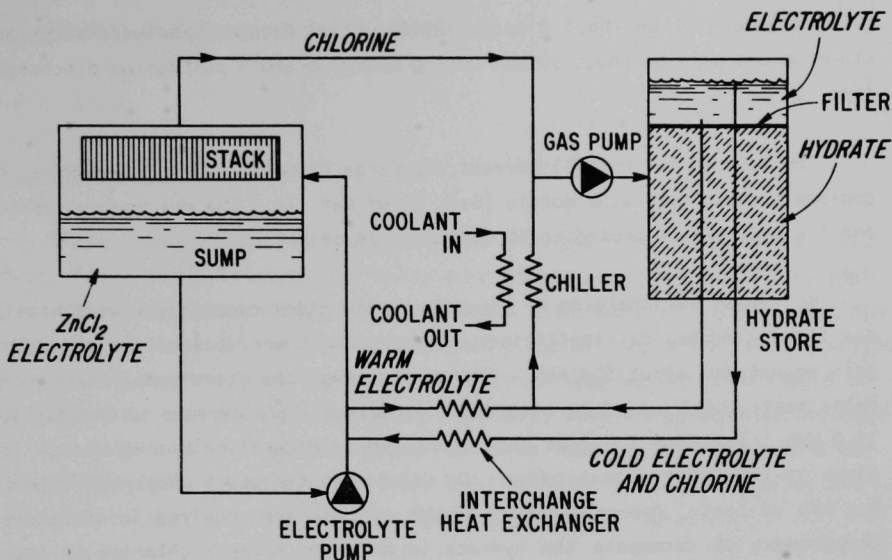 CHLORINE
ELECTROLYTE
FILTER
HYDRATE
GAS PUMP
STACK
SUMP
COOLANT
IN
CHILLER
COOLANT
OUT
ZnCl2
ELECTROLYTE
HYDRATE
STORE
WARM
ELECTROLYTE
COLD ELECTROLYTE
AND CHLORINE
INTERCHANGE
HEAT EXCHANGER
ELECTROLYTE
PUMP